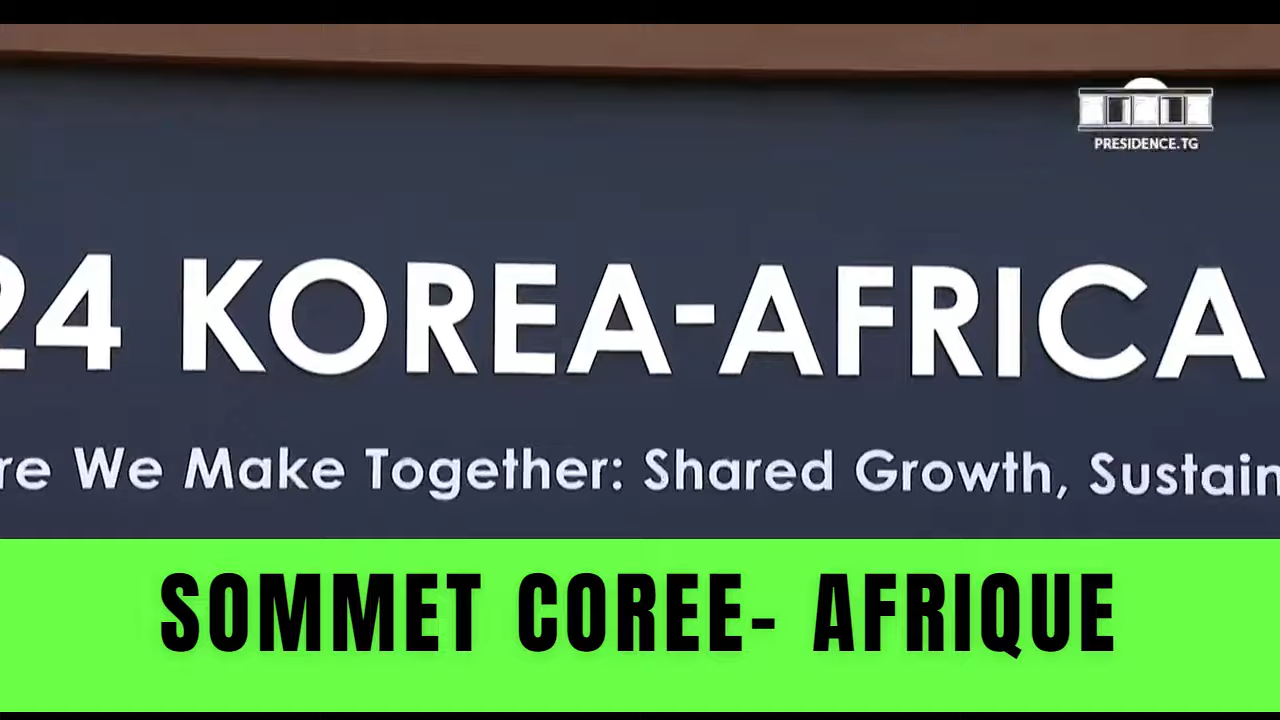 PRESIDENCE.TG
24 KOREA-AFRICA
re We Make Together: Shared Growth, Sustain
SOMMET COREE- AFRIQUE